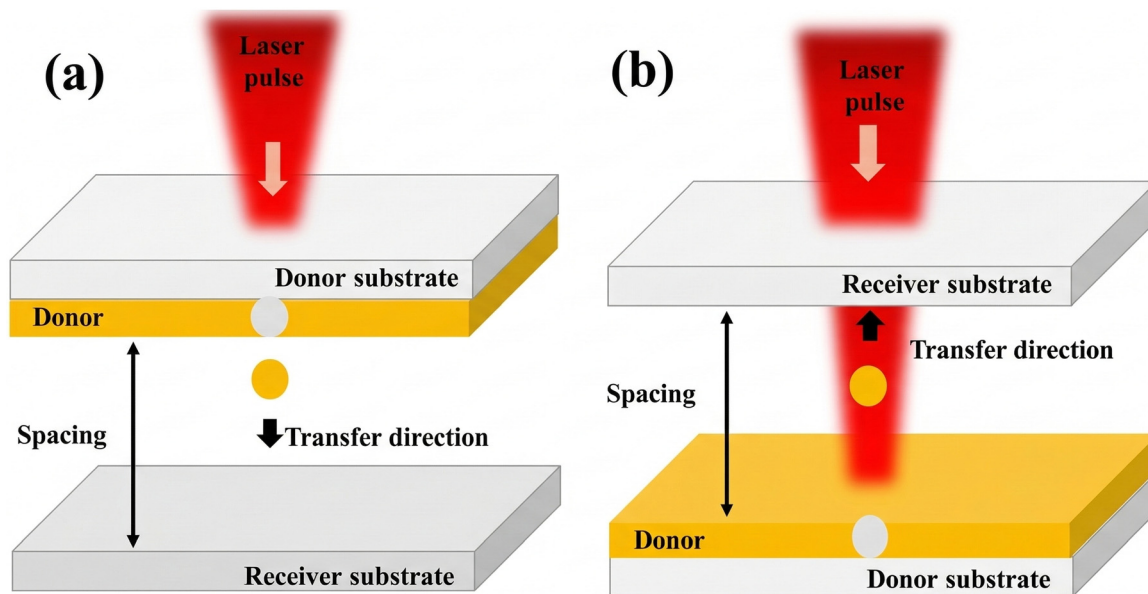 (a)
Laser
pulse
Donor substrate
Donor
Spacing
Transfer direction
Receiver substrate
(b)
Laser
pulse
Receiver substrate
Transfer direction
Spacing
Donor
Donor substrate